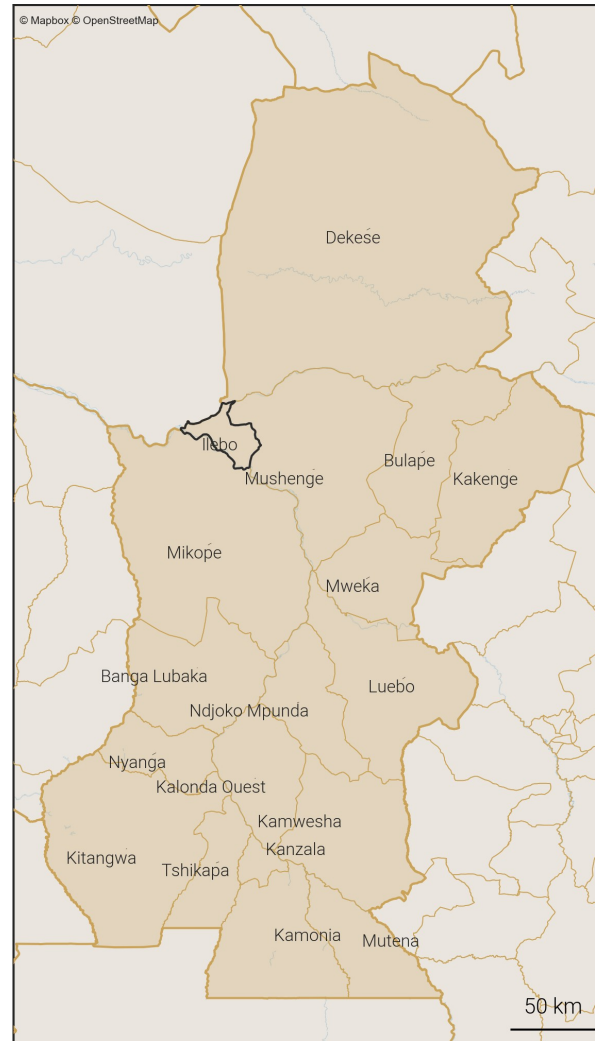 © Mapbox © OpenStreetMap
Dekese
Ilebo
Mushenge
Bulape
Kakenge
Mikope
Mweka
Banga Lubaka
Luebo
Ndjoko Mpunda
Nyanga
Kalonda Ouest
Kamwesha
Kanzala
Kitangwa
Tshikapa
Kamonia
Mutena
50 km